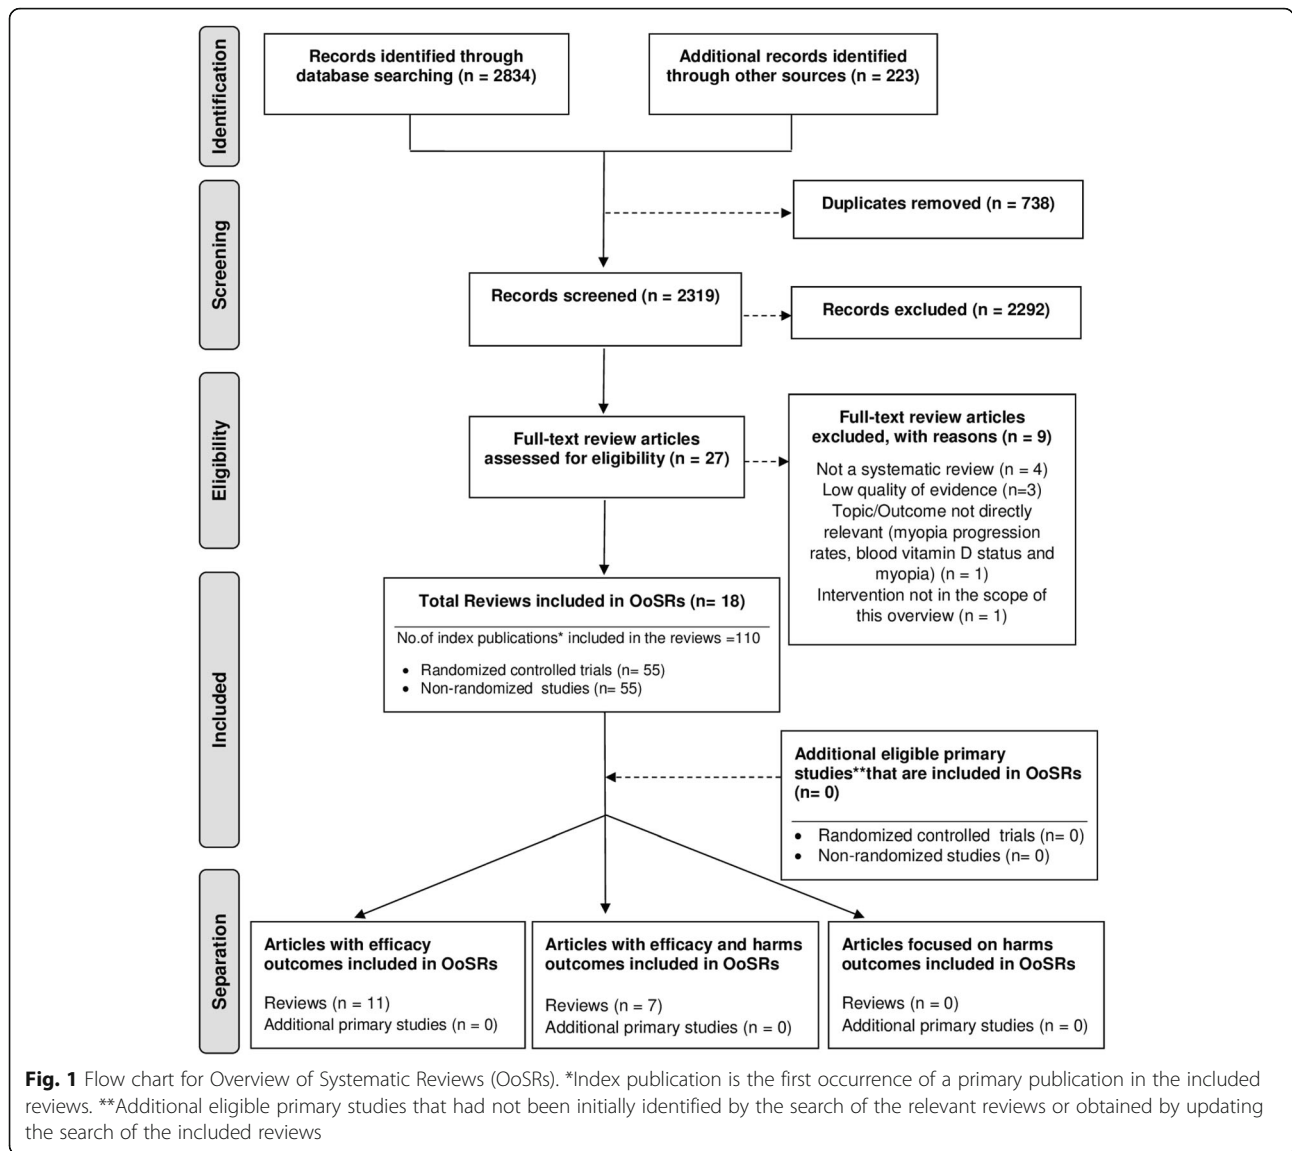 Identification
Records identified through
database searching (n = 2834)
Additional records identified
through other sources (n = 223)
Screening
Duplicates removed (n = 738)
Records screened (n = 2319)
Records excluded (n = 2292)
Eligibility
Full-text review articles
assessed for eligibility (n = 27)
Full-text review articles
excluded, with reasons (n = 9)
Not a systematic review (n = 4)
Low quality of evidence (n=3)
Topic/Outcome not directly
relevant (myopia progression
rates, blood vitamin D status and
myopia) (n = 1)
Intervention not in the scope of
this overview (n = 1)
Included
Total Reviews included in OoSRs (n= 18)
No.of index publications* included in the reviews =110
• Randomized controlled trials (n= 55)
• Non-randomized studies (n= 55)
Additional eligible primary
studies**that are included in OoSRs
(n= 0)
• Randomized controlled trials (n= 0)
• Non-randomized studies (n= 0)
Separation
Articles with efficacy
outcomes included in OoSRs
Reviews (n = 11)
Additional primary studies (n = 0)
Articles with efficacy and harms
outcomes included in OoSRs
Reviews (n = 7)
Additional primary studies (n = 0)
Articles focused on harms
outcomes included in OoSRs
Reviews (n = 0)
Additional primary studies (n = 0)
Fig. 1 Flow chart for Overview of Systematic Reviews (OoSRs). *Index publication is the first occurrence of a primary publication in the included
reviews. **Additional eligible primary studies that had not been initially identified by the search of the relevant reviews or obtained by updating
the search of the included reviews